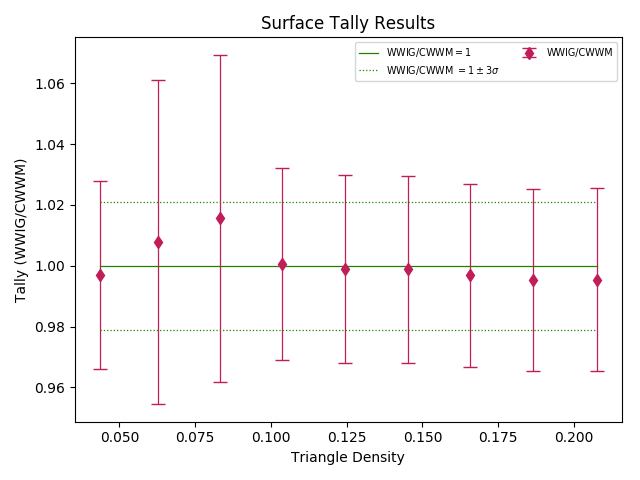 Surface Tally Results
WWIG/CWWM = 1
WWIG/CWWM = 1 ± 3σ
WWIG/CWWM
Tally (WWIG/CWWM)
1.06
1.04
1.02
1.00
0.98
0.96
0.050 0.075 0.100 0.125 0.150 0.175 0.200
Triangle Density